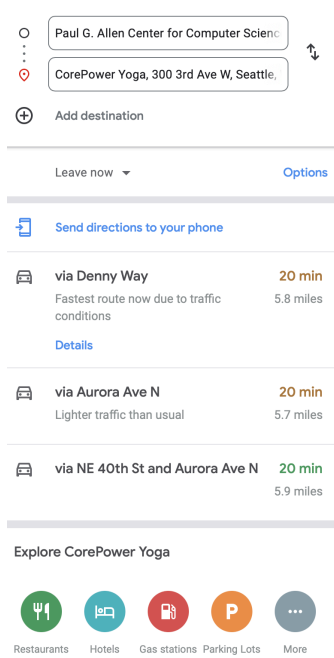 Paul G. Allen Center for Computer Scienc
CorePower Yoga, 300 3rd Ave W, Seattle,
Add destination
Leave now
Options
Send directions to your phone
via Denny Way
20 min
Fastest route now due to traffic
5.8 miles
conditions
Details
via Aurora Ave N
20 min
Lighter traffic than usual
5.7 miles
via NE 40th St and Aurora Ave N
20 min
5.9 miles
Explore CorePower Yoga
P
Restaurants
Hotels
Gas stations
Parking Lots
More